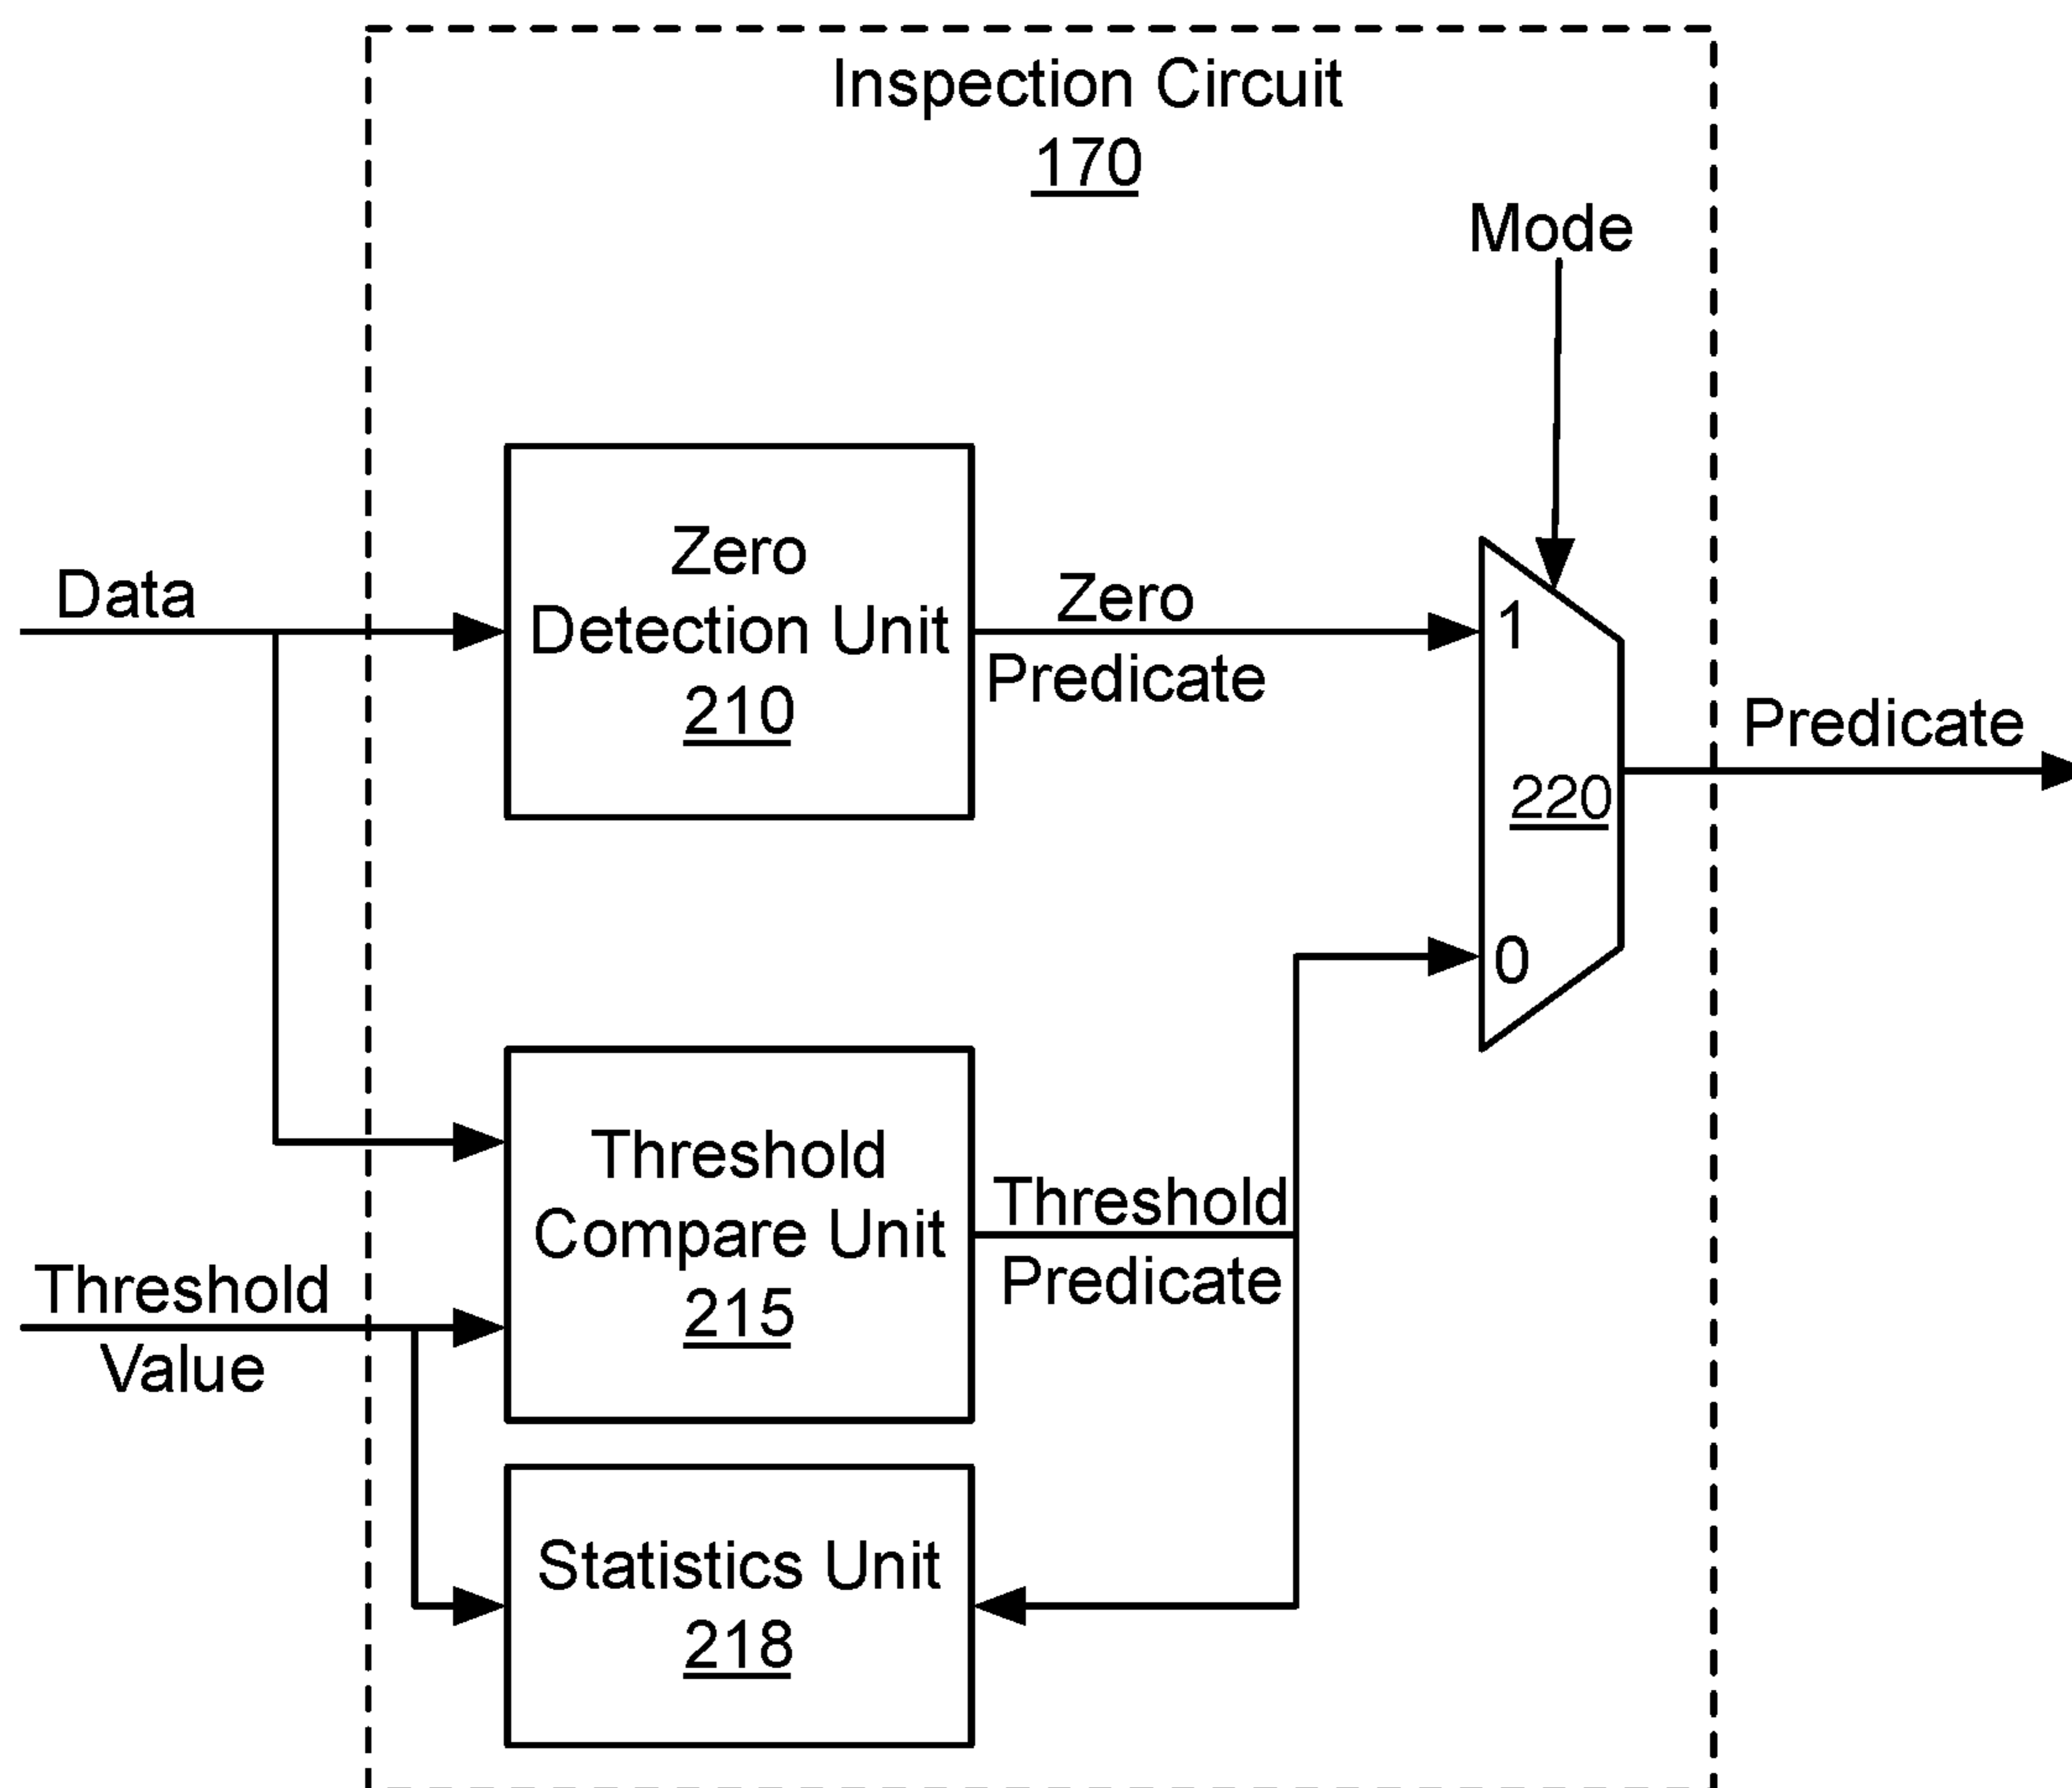 Inspection Circuit
170
Mode
Zero
Detection Unit
210
Data
Zero
Predicate
1
Predicate
220
0
Threshold
Compare Unit
215
Threshold
Predicate
Threshold
Value
Statistics Unit
218